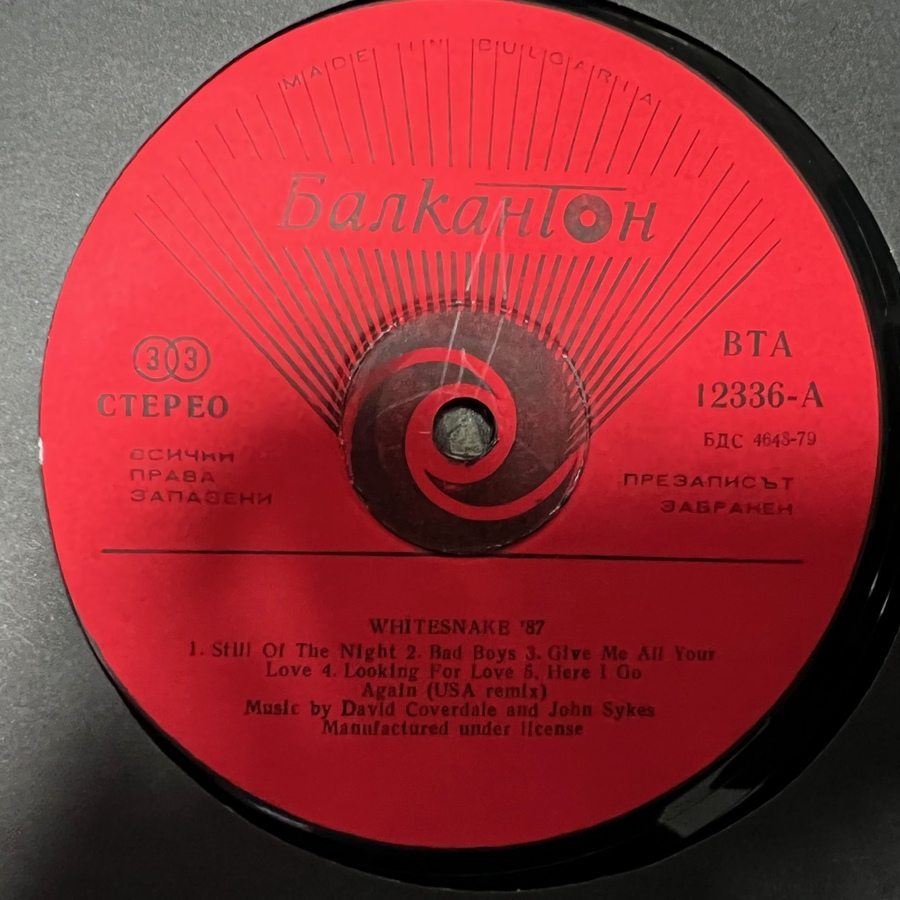 MADE IN BULGARIA
Балкантон
33
СТЕРЕО
ВСИЧКИ
ПРАВА
ЗАПАЗЕНИ
ВТА
12336-А
БДС 4648-79
ПРЕЗАПИСЪТ
ЗАБРАНЕН
WHITESNAKE '87
1. Still Of The Night 2. Bad Boys 3. Give Me All Your
Love 4. Looking For Love 5. Here I Go
Again (USA remix)
Music by David Coverdale and John Sykes
Mannfactured under license